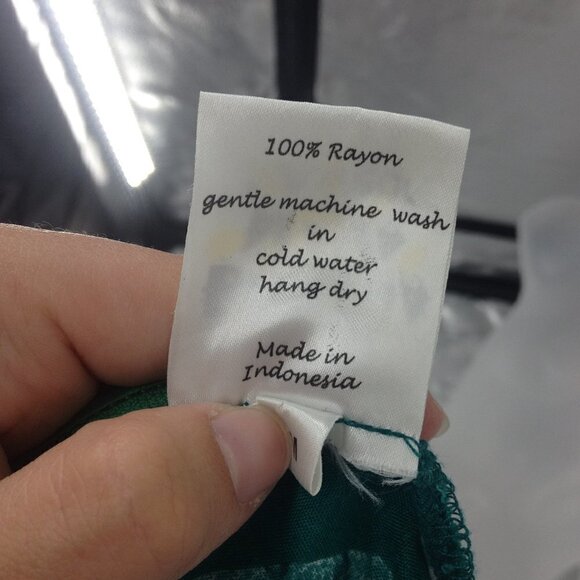 100% Rayon
gentle machine wash
in
cold water
hang dry
Made in
Indonesia